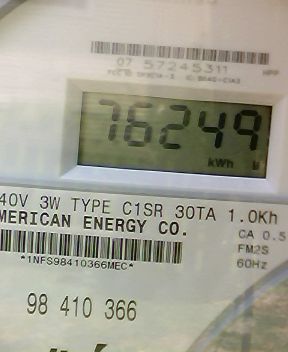 07 57245311
76249
kWh
40V 3W TYPE C1SR 30TA 1.0Kh
MERICAN ENERGY CO.
CA 0.5
FM2S
*1NFS98410366MEC*
60Hz
98 410 366